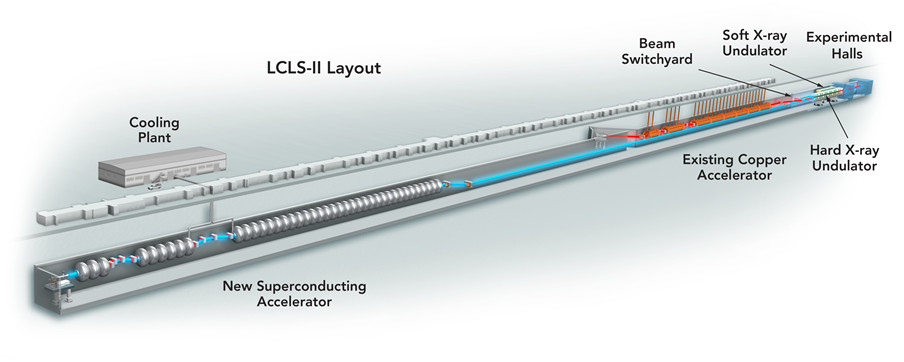 LCLS-II Layout
Cooling
Plant
Beam
Switchyard
Soft X-ray
Undulator
Experimental
Halls
Existing Copper
Accelerator
Hard X-ray
Undulator
New Superconducting
Accelerator